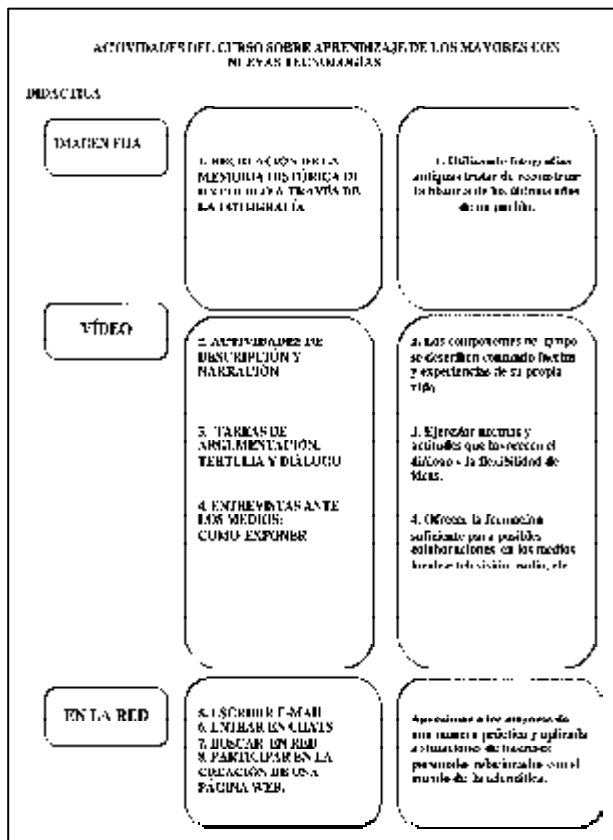 ACTIVIDADES DEL CURSO SOBRE APRENDIZAJE DE LOS MAYORES CON
NUEVAS TECNOLOGÍAS
DIDÁCTICA
IMAGEN FIJA
1. RECREACIÓN DE LA
MEMORIA HISTÓRICA DE
UN PUEBLO A TRAVÉS DE
LA FOTOGRAFÍA
1. Utilizando fotografías
antiguas tratar de reconstruir
la historia de los últimos años
de un pueblo.
VÍDEO
2. ACTIVIDADES DE
DESCRIPCIÓN Y
NARRACIÓN
3. TAREAS DE
ARGUMENTACIÓN,
TERTULIA Y DIÁLOGO
4. ENTREVISTAS ANTE
LOS MEDIOS:
COMO EXPONER
2. Los componentes del grupo
se describen contando
y experiencias de su propia
vida
3. Ejercitar normas y
actitudes que favorecen el
diálogo y la flexibilidad de
ideas.
4. Ofrecer la formación
suficiente para posibles
colaboraciones en los medios
televisión, radio, etc
EN LA RED
5. ESCRIBIR E-MAIL
6. ENTRAR EN CHATS
7. BUSCAR EN RED
8. PARTICIPAR EN LA
CREACIÓN DE UNA
PÁGINA WEB.
a los mayores de
una manera práctica y aplicada
a situaciones de intereses
personales relacionados con el
mundo de la telemática.